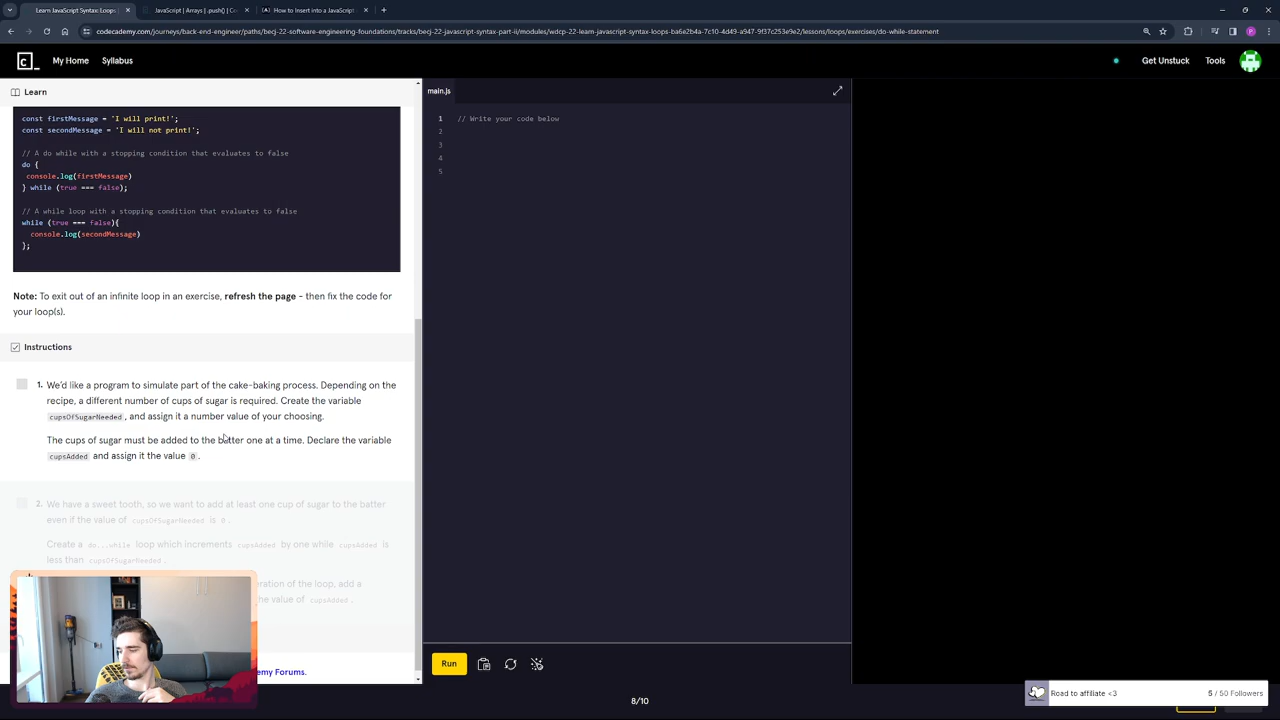 Learn JavaScript Syntax: Loops
JavaScript | Arrays | .push() | Co
How to Insert into a JavaScript
codecademy.com/journeys/back-end-engineer/paths/becj-22-software-engineering-foundations/tracks/becj-22-javascript-syntax-part-ii/modules/wdcp-22-learn-javascript-syntax-loops-ba6e2b4a-7c10-4d49-a947-9f37c253e9e2/lessons/loops/exercises/do-while-statement
My Home Syllabus Get Unstuck Tools
Learn
main.js
const firstMessage = 'I will print!';
const secondMessage = 'I will not print!';
// A do while with a stopping condition that evaluates to false
do {
console.log(firstMessage)
} while (true === false);
// A while loop with a stopping condition that evaluates to false
while (true === false){
console.log(secondMessage)
};
Note: To exit out of an infinite loop in an exercise, refresh the page - then fix the code for
your loop(s).
Instructions
1. We'd like a program to simulate part of the cake-baking process. Depending on the
recipe, a different number of cups of sugar is required. Create the variable
cupsOfSugarNeeded, and assign it a number value of your choosing.
The cups of sugar must be added to the batter one at a time. Declare the variable
cupsAdded and assign it the value 0.
2. We have a sweet tooth, so we want to add at least one cup of sugar to the batter
even if the value of cupsOfSugarNeeded is 0.
Create a do...while loop which increments cupsAdded by one while cupsAdded is
less than cupsOfSugarNeeded.
eration of the loop, add a
he value of cupsAdded.
emy Forums.
1 // Write your code below
2
3
4
5
Run
8/10
Road to affiliate <3 5 / 50 Followers